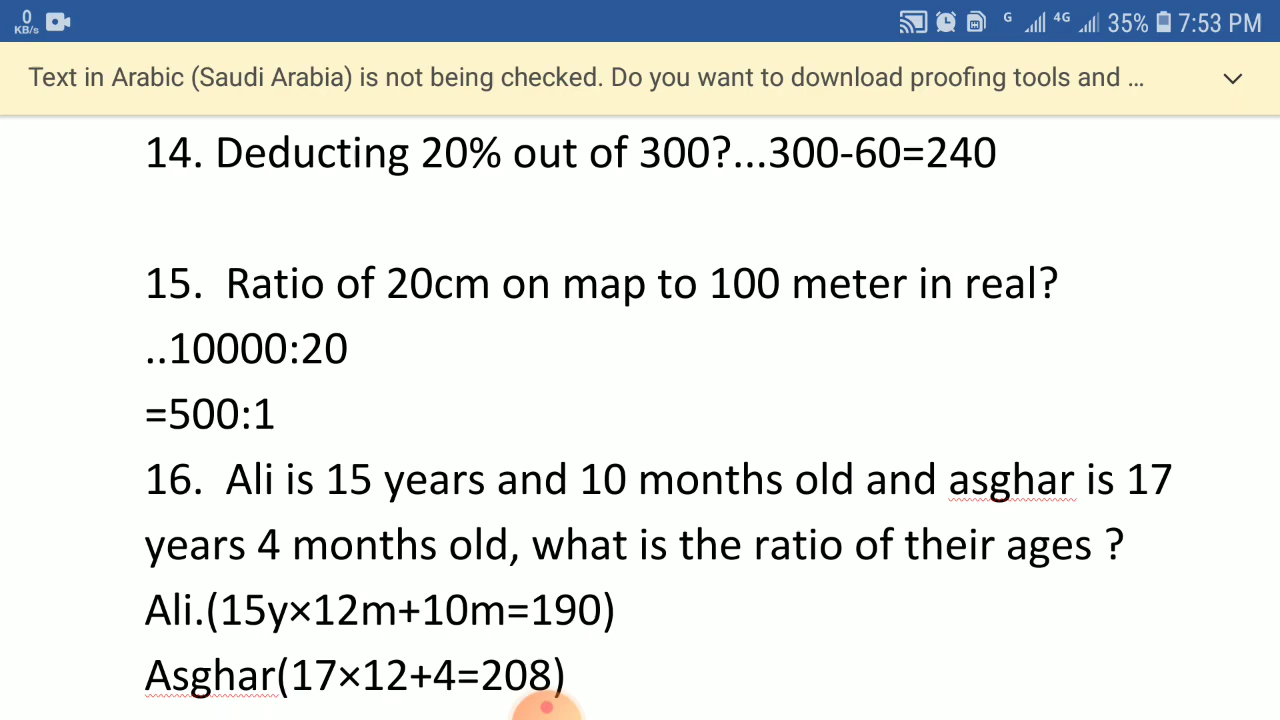 0
KB/s
G 4G 35% 7:53 PM
Text in Arabic (Saudi Arabia) is not being checked. Do you want to download proofing tools and ...
14. Deducting 20% out of 300?...300-60=240
15. Ratio of 20cm on map to 100 meter in real?
..10000:20
=500:1
16. Ali is 15 years and 10 months old and asghar is 17
years 4 months old, what is the ratio of their ages ?
Ali.(15y×12m+10m=190)
Asghar(17×12+4=208)